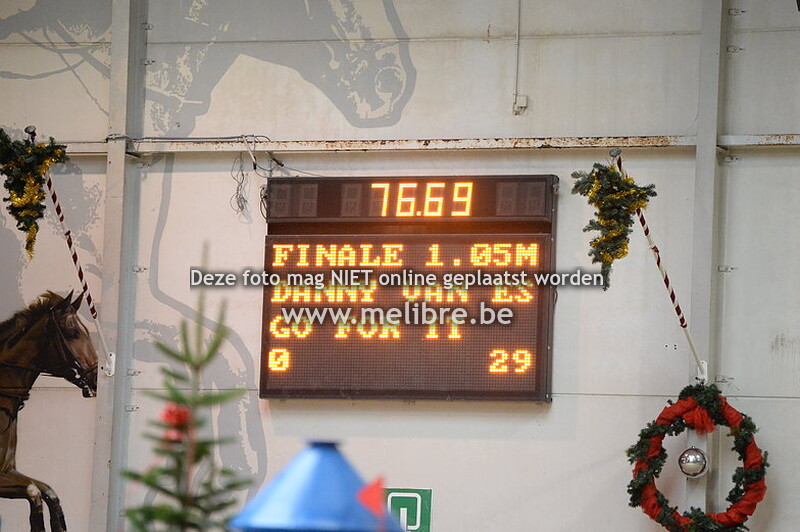 76.69
FINALE 1.05M
Deze foto mag NIET online geplaatst worden
DANNY VAN ES
www.melibre.be
GO FOR IT
0 29